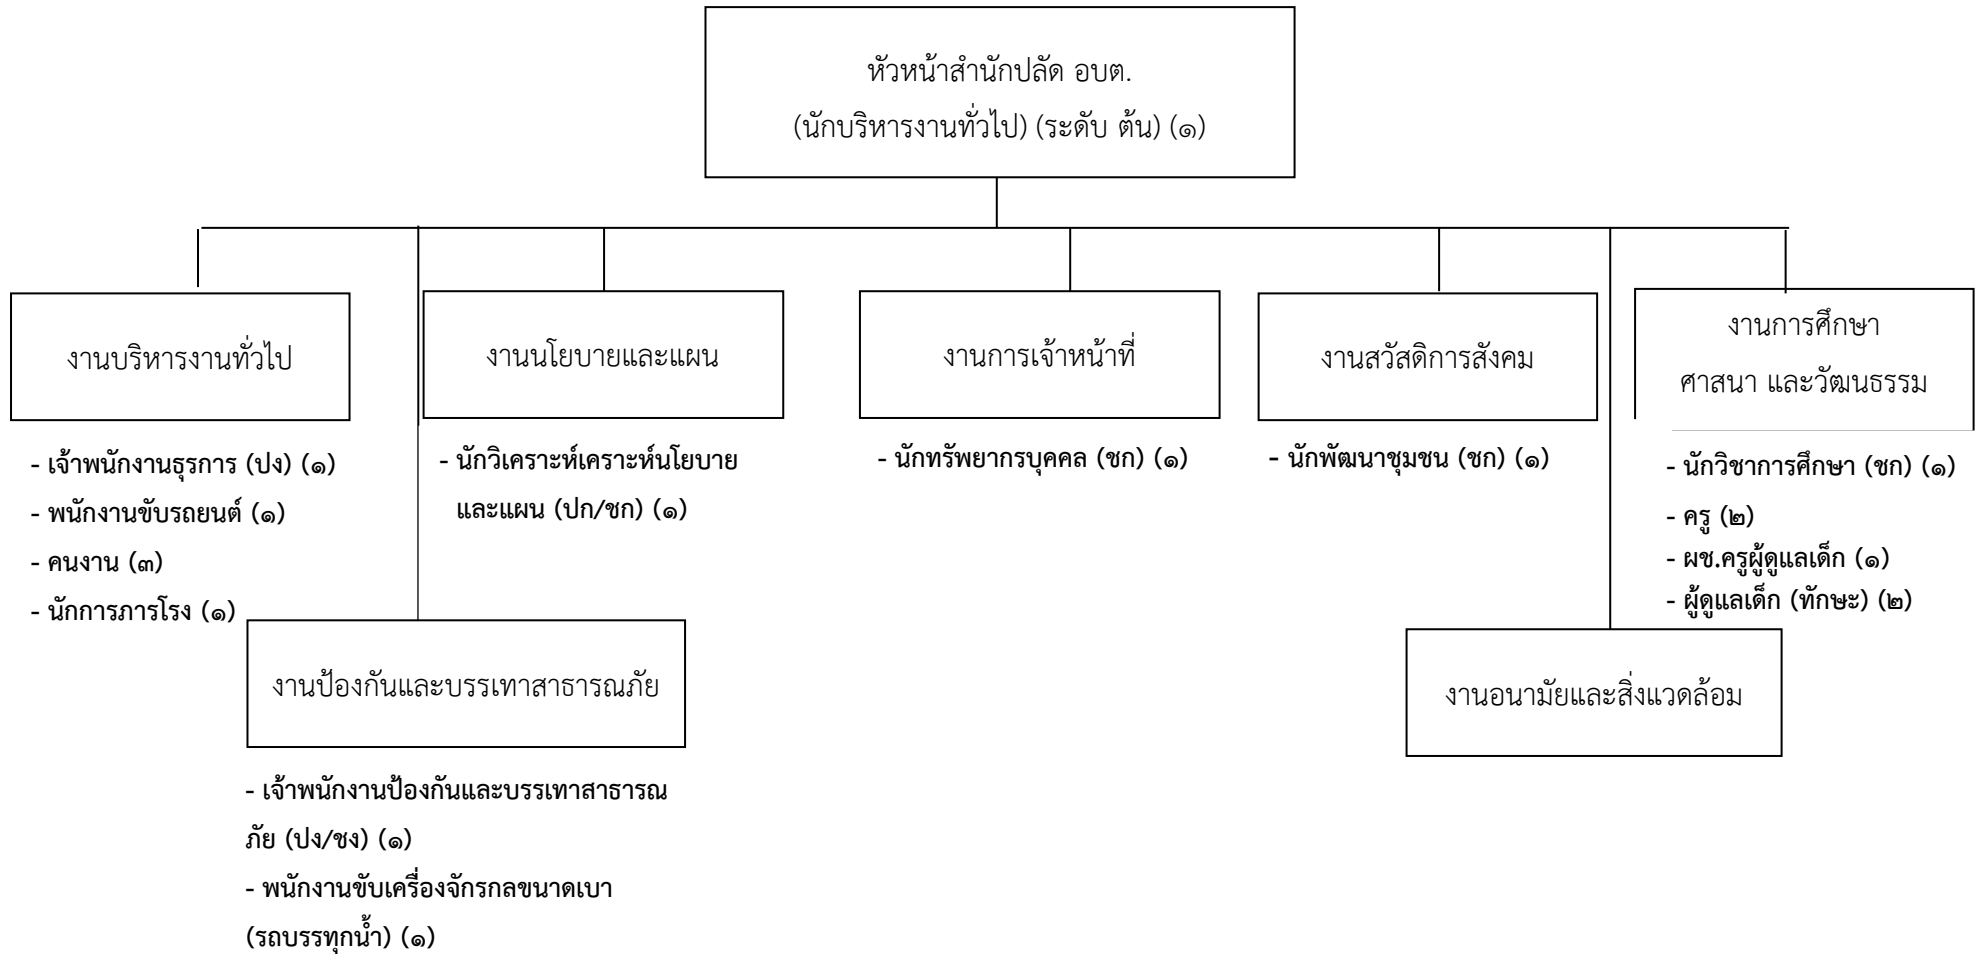 หัวหน้าสำนักปลัด อบต.
(นักบริหารงานทั่วไป) (ระดับ ต้น) (๑)
งานบริหารงานทั่วไป
- เจ้าพนักงานธุรการ (ปง) (๑)
- พนักงานขับรถยนต์ (๑)
- คนงาน (๓)
- นักการภารโรง (๑)
งานนโยบายและแผน
- นักวิเคราะห์เคราะห์นโยบาย
และแผน (ปก/ชก) (๑)
งานการเจ้าหน้าที่
- นักทรัพยากรบุคคล (ชก) (๑)
งานสวัสดิการสังคม
- นักพัฒนาชุมชน (ชก) (๑)
งานการศึกษา
ศาสนา และวัฒนธรรม
- นักวิชาการศึกษา (ชก) (๑)
- ครู (๒)
- ผช.ครูผู้ดูแลเด็ก (๑)
- ผู้ดูแลเด็ก (ทักษะ) (๒)
งานป้องกันและบรรเทาสาธารณภัย
- เจ้าพนักงานป้องกันและบรรเทาสาธารณ
ภัย (ปง/ชง) (๑)
- พนักงานขับเครื่องจักรกลขนาดเบา
(รถบรรทุกน้ำ) (๑)
งานอนามัยและสิ่งแวดล้อม